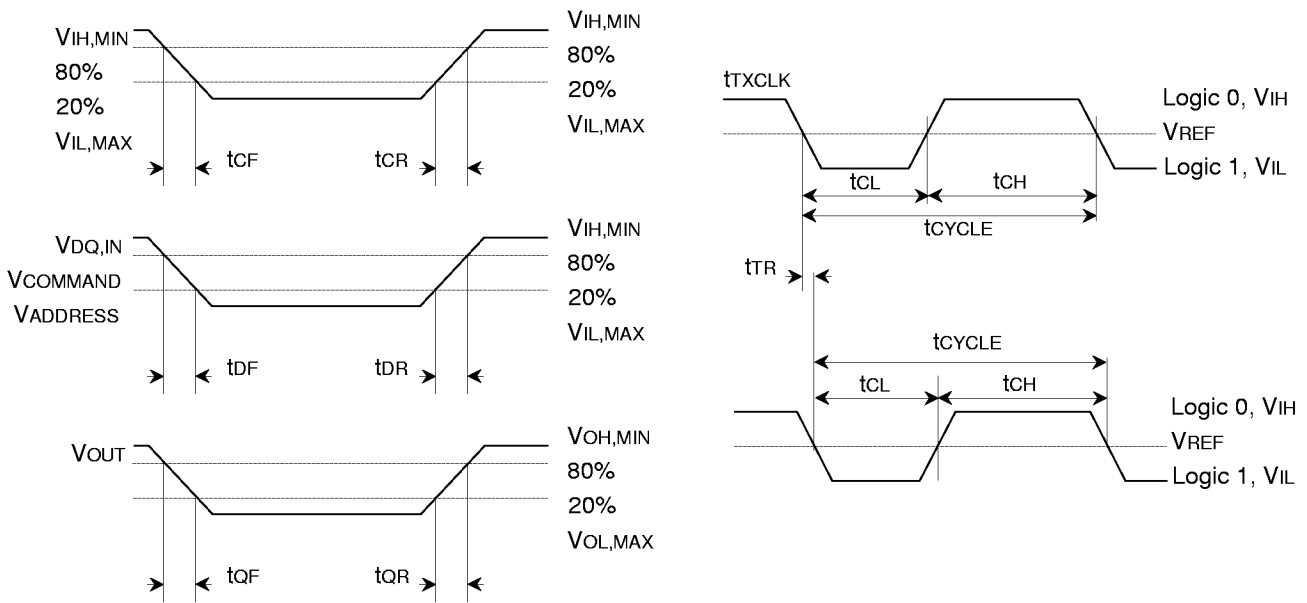 VIH,MIN
80%
20%
VIL,MAX
VIH,MIN
80%
20%
VIL,MAX
tCF
tCR
VDQ,IN
VCOMMAND
VADDRESS
VIH,MIN
80%
20%
VIL,MAX
tDF
tDR
VOUT
VOH,MIN
80%
20%
VOL,MAX
tQF
tQR
tTXCLK
Logic 0, VIH
VREF
Logic 1, VIL
tCL
tCH
tCYCLE
tTR
tCYCLE
tCL
tCH
Logic 0, VIH
VREF
Logic 1, VIL